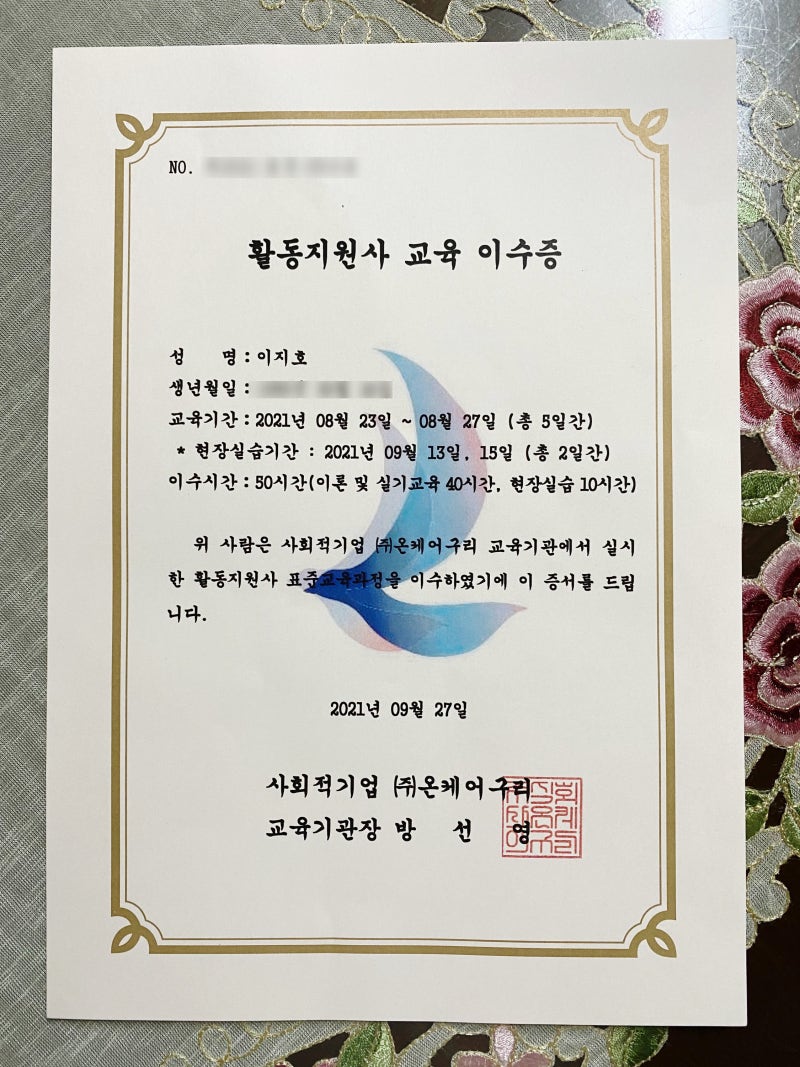 NO.
활동지원사 교육 이수증
성 명 : 이지호
생년월일 :
교육기간 : 2021년 08월 23일 ~ 08월 27일 (총 5일간)
* 현장실습기간 : 2021년 09월 13일, 15일 (총 2일간)
이수시간 : 50시간(이론 및 실기교육 40시간, 현장실습 10시간)
위 사람은 사회적기업 ㈜온케어구리 교육기관에서 실시
한 활동지원사 표준교육과정을 이수하였기에 이 증서를 드립
니다.
2021년 09월 27일
사회적기업 ㈜온케어구리
교육기관장 방 선 영